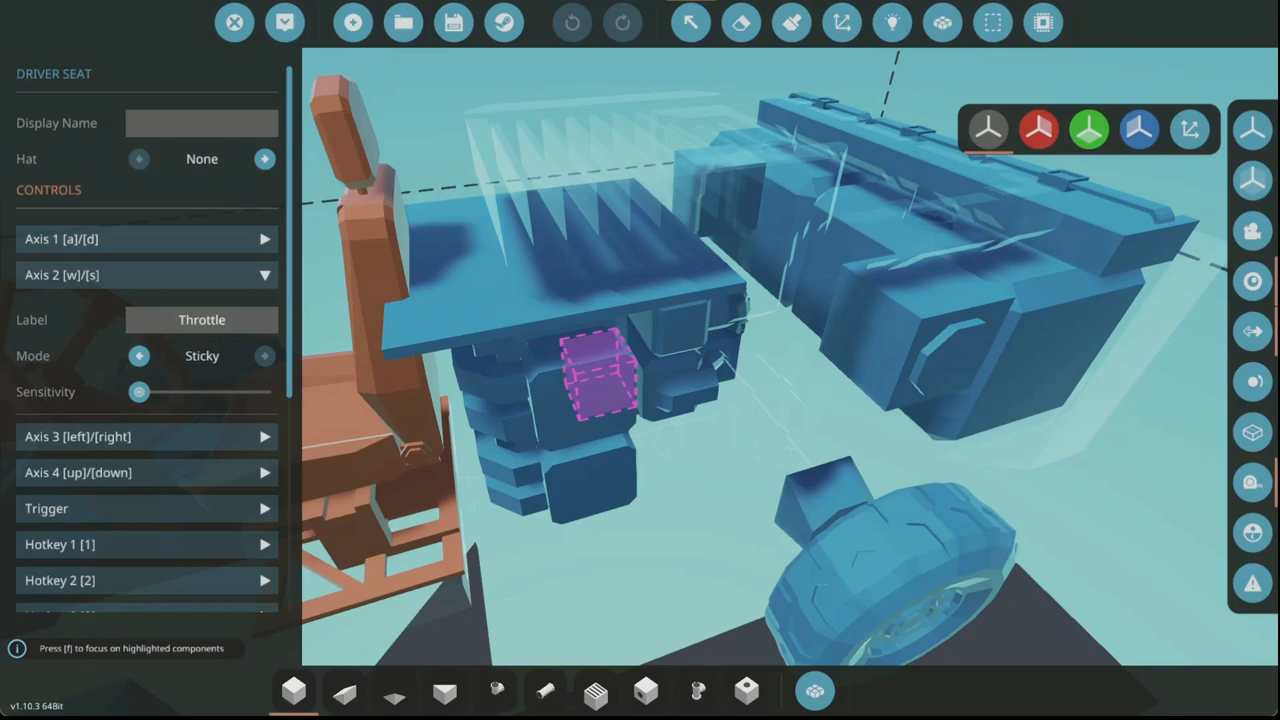 DRIVER SEAT
Display Name
Hat
None
CONTROLS
Axis 1 [a]/[d]
Axis 2 [w]/[s]
Label
Throttle
Mode
Sticky
Sensitivity
Axis 3 [left]/[right]
Axis 4 [up]/[down]
Trigger
Hotkey 1 [1]
Hotkey 2 [2]
Press [f] to focus on highlighted components
v1.10.3 64Bit